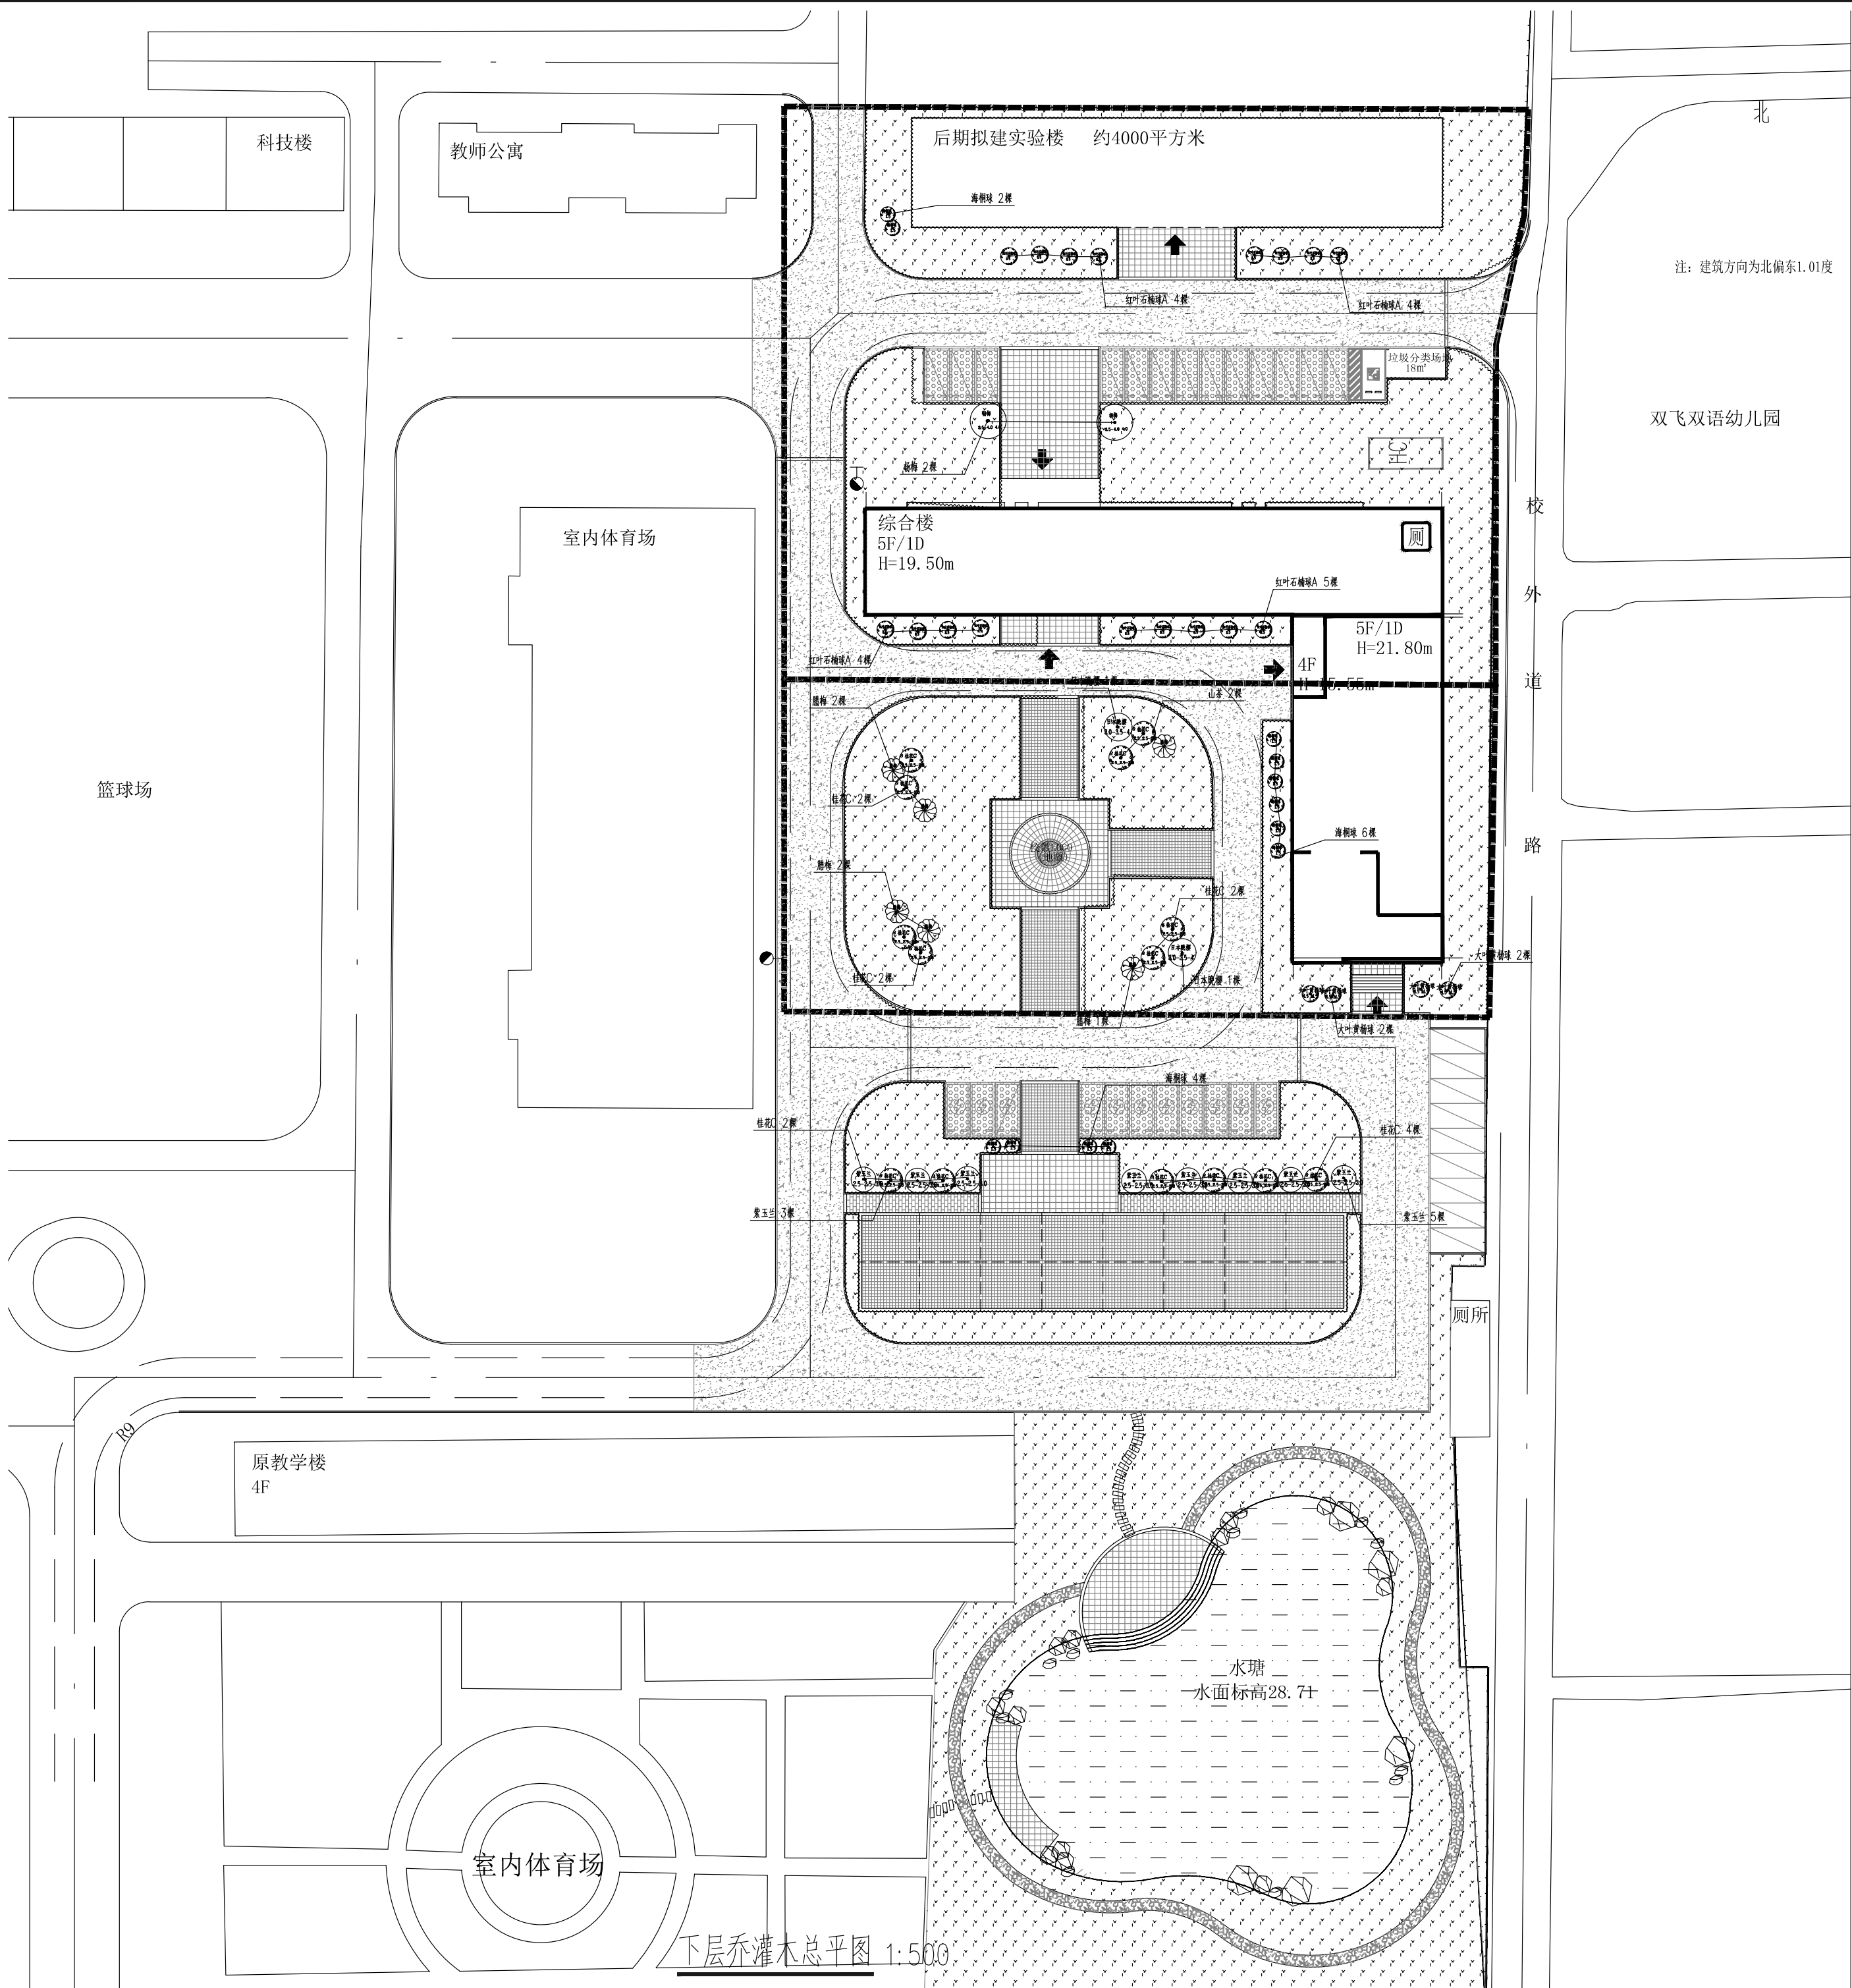 北
科技楼
教师公寓
后期拟建实验楼 约4000平方米
海桐球 2棵
注: 建筑方向为北偏东1.01度
红叶石楠球A 4棵
红叶石楠球A 4棵
垃圾分类场地
18㎡
双飞双语幼儿园
杨梅 2棵
校外道路
室内体育场
综合楼
5F/1D
H=19.50m
厕
红叶石楠球A 5棵
5F/1D
H=21.80m
红叶石楠球A 4棵
4F
腊梅 2棵
山茶 2棵
篮球场
桂花C 2棵
海桐球 6棵
腊梅 2棵
桂花C 2棵
桂花C 2棵
日本晚樱 1棵
大叶黄杨球 2棵
腊梅 1棵
大叶黄杨球 2棵
海桐球 4棵
桂花C 2棵
桂花C 4棵
紫玉兰 3棵
紫玉兰 5棵
厕所
R9
原教学楼
4F
水塘
水面标高28.71
室内体育场
下层乔灌木总平图 1:500